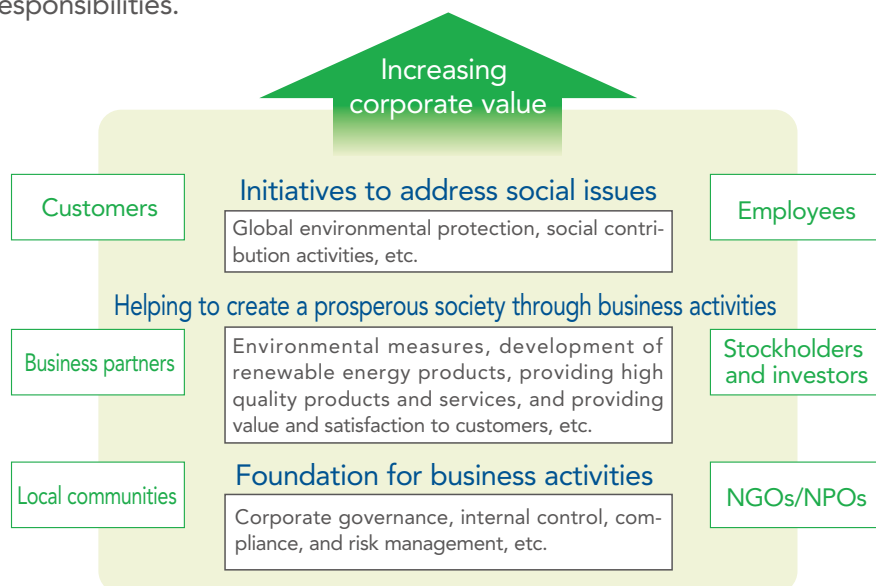 esponsibilities.
Increasing
corporate value
Customers
Initiatives to address social issues
Employees
Global environmental protection, social contri-
bution activities, etc.
Helping to create a prosperous society through business activities
Business partners
Environmental measures, development of
renewable energy products, providing high
quality products and services, and providing
value and satisfaction to customers, etc.
Stockholders
and investors
Local communities
Foundation for business activities
NGOs/NPOs
Corporate governance, internal control, com-
pliance, and risk management, etc.